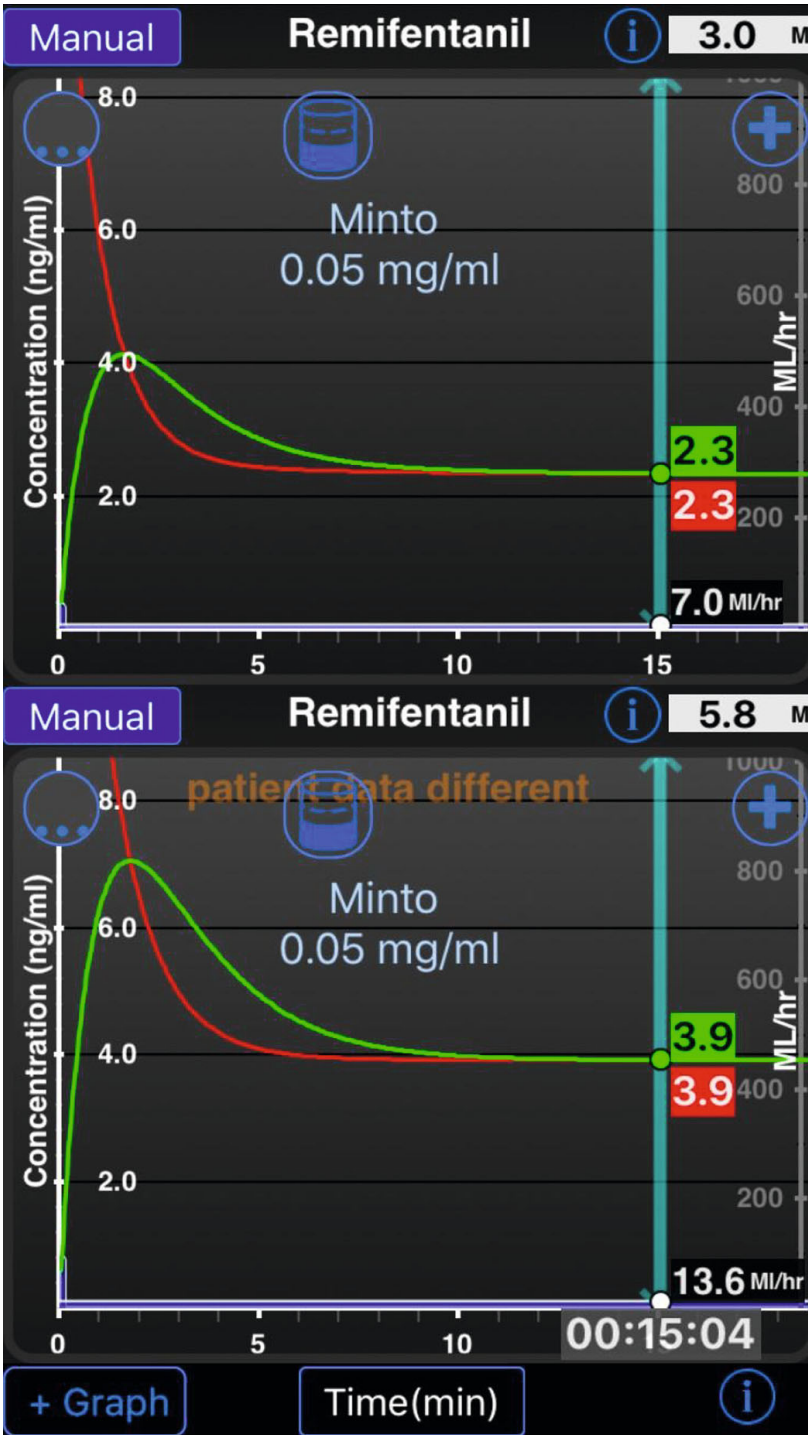 Manual
Remifentanil
i
3.0 M
Concentration (ng/ml)
8.0
6.0
4.0
2.0
Minto
0.05 mg/ml
1000
800
600
400
200
ML/hr
2.3
2.3
7.0 Ml/hr
0 5 10 15
Manual
Remifentanil
i
5.8 M
patient data different
Concentration (ng/ml)
8.0
6.0
4.0
2.0
Minto
0.05 mg/ml
1000
800
600
400
200
ML/hr
3.9
3.9
13.6 Ml/hr
0 5 10
00:15:04
+ Graph
Time(min)
i